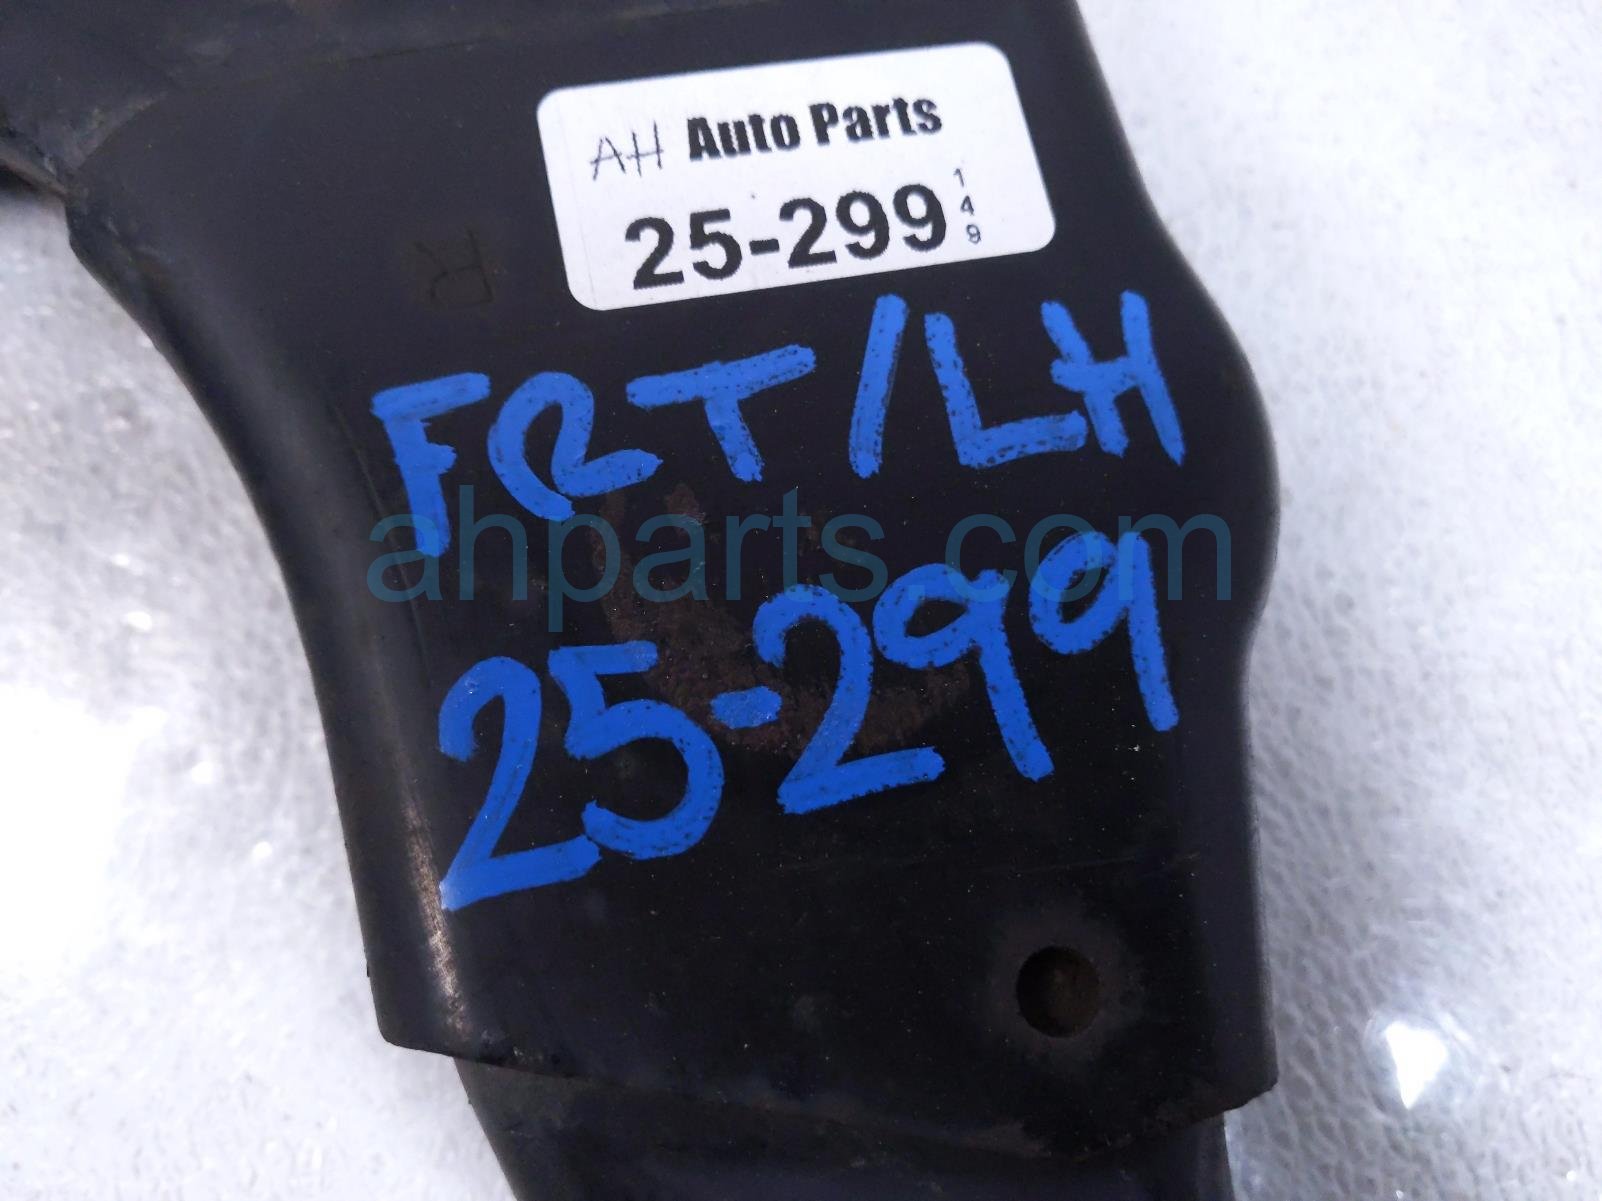 AH Auto Parts
25-299 149
R
FRT/LH
ahparts.com
25-299